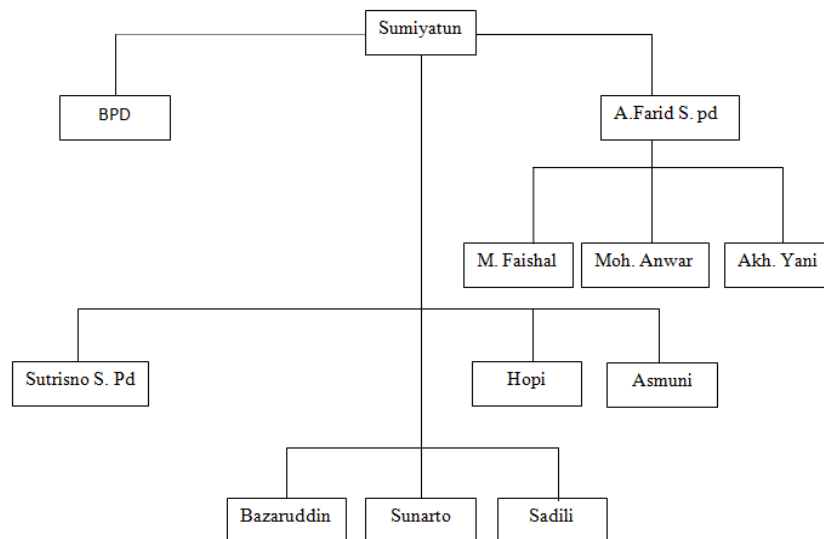 Sumiyatun
BPD
A.Farid S. pd
M. Faishal
Moh. Anwar
Akh. Yani
Sutrisno S. Pd
Hopi
Asmuni
Bazaruddin
Sunarto
Sadili